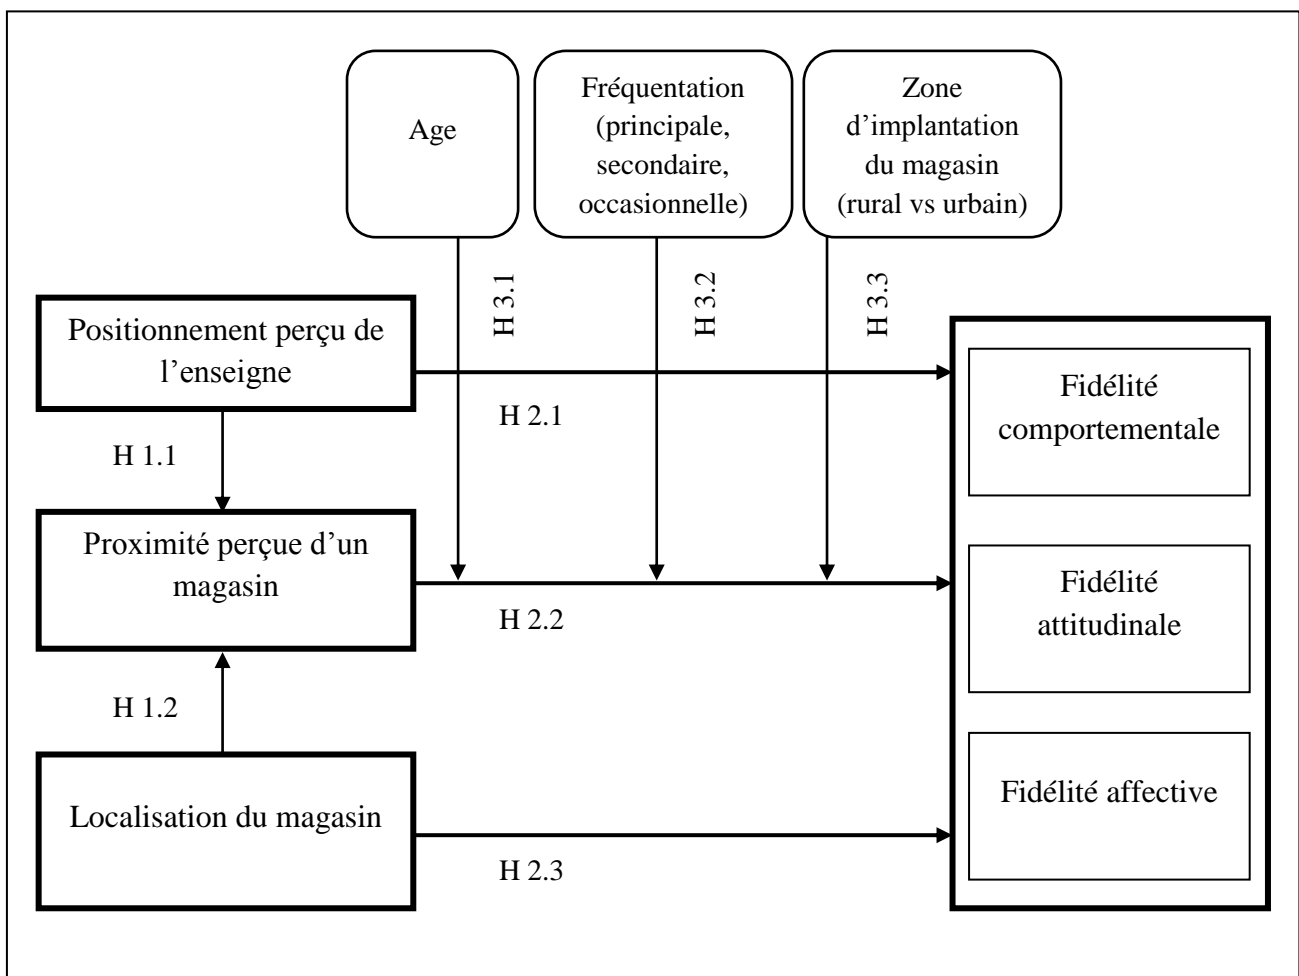 Age
Fréquentation
(principale,
secondaire,
occasionnelle)
Zone
d’implantation
du magasin
(rural vs urbain)
H 3.1
H 3.2
H 3.3
Positionnement perçu de
l’enseigne
H 2.1
H 1.1
Proximité perçue d’un
magasin
H 2.2
H 1.2
Localisation du magasin
H 2.3
Fidélité
comportementale
Fidélité
attitudinale
Fidélité affective